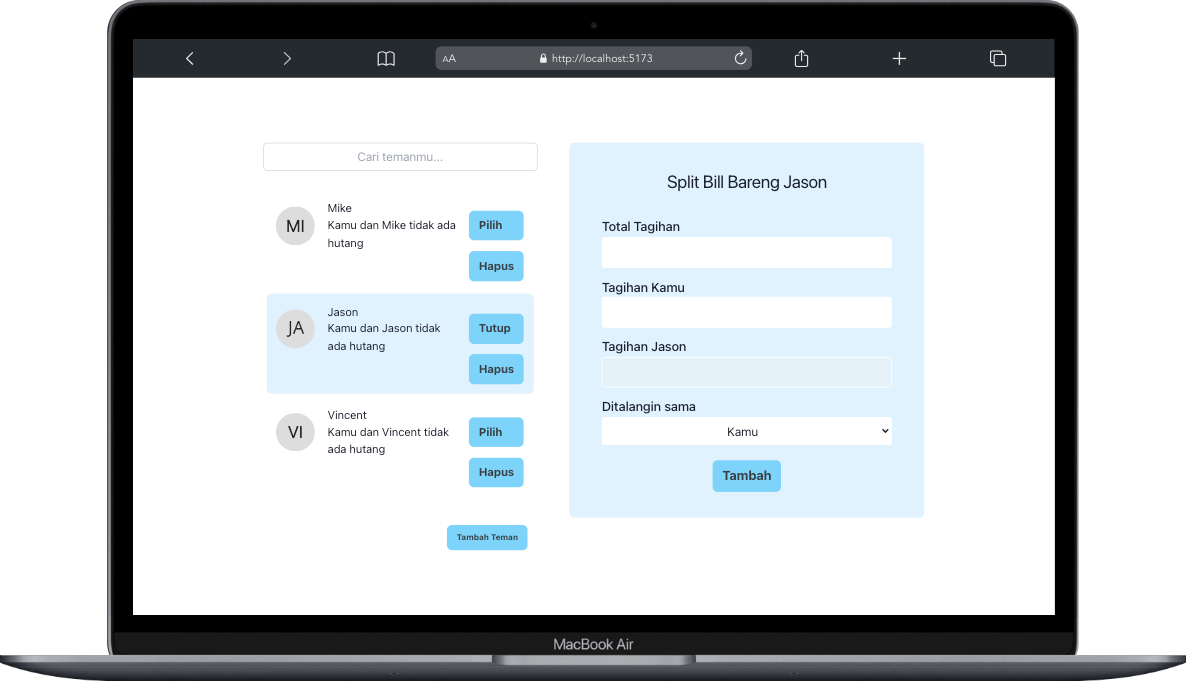 AA
http://localhost:5173
Cari temanmu...
MI
Mike
Kamu dan Mike tidak ada
hutang
Pilih
Hapus
JA
Jason
Kamu dan Jason tidak
ada hutang
Tutup
Hapus
VI
Vincent
Kamu dan Vincent tidak
ada hutang
Pilih
Hapus
Tambah Teman
Split Bill Bareng Jason
Total Tagihan
Tagihan Kamu
Tagihan Jason
Ditalangin sama
Kamu
Tambah
MacBook Air